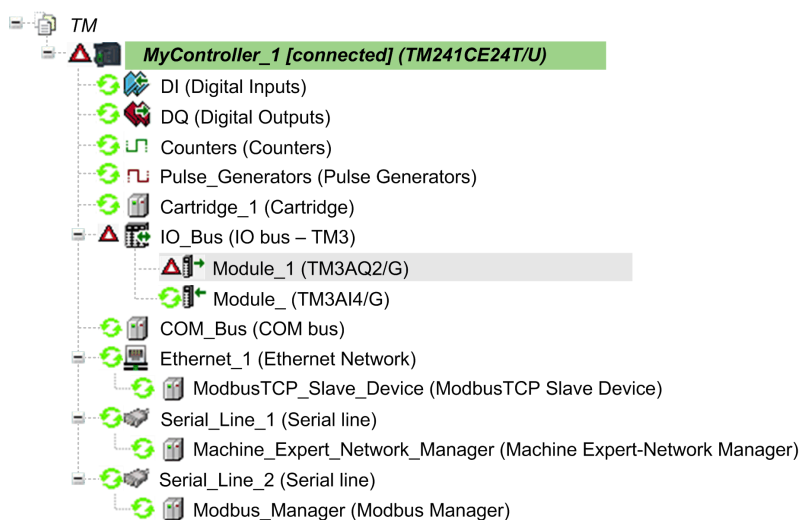 TM
MyController_1 [connected] (TM241CE24T/U)
DI (Digital Inputs)
DQ (Digital Outputs)
Counters (Counters)
Pulse_Generators (Pulse Generators)
Cartridge_1 (Cartridge)
IO_Bus (IO bus – TM3)
Module_1 (TM3AQ2/G)
Module_ (TM3AI4/G)
COM_Bus (COM bus)
Ethernet_1 (Ethernet Network)
ModbusTCP_Slave_Device (ModbusTCP Slave Device)
Serial_Line_1 (Serial line)
Machine_Expert_Network_Manager (Machine Expert-Network Manager)
Serial_Line_2 (Serial line)
Modbus_Manager (Modbus Manager)